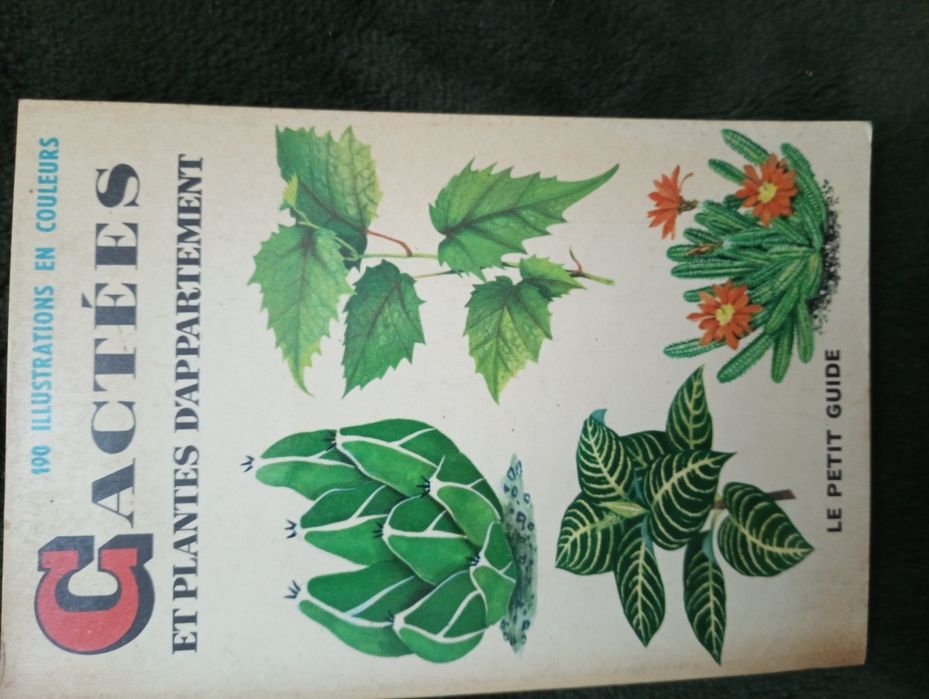 190 ILLUSTRATIONS EN COULEURS
CACTÉES
ET PLANTES D'APPARTEMENT
LE PETIT GUIDE